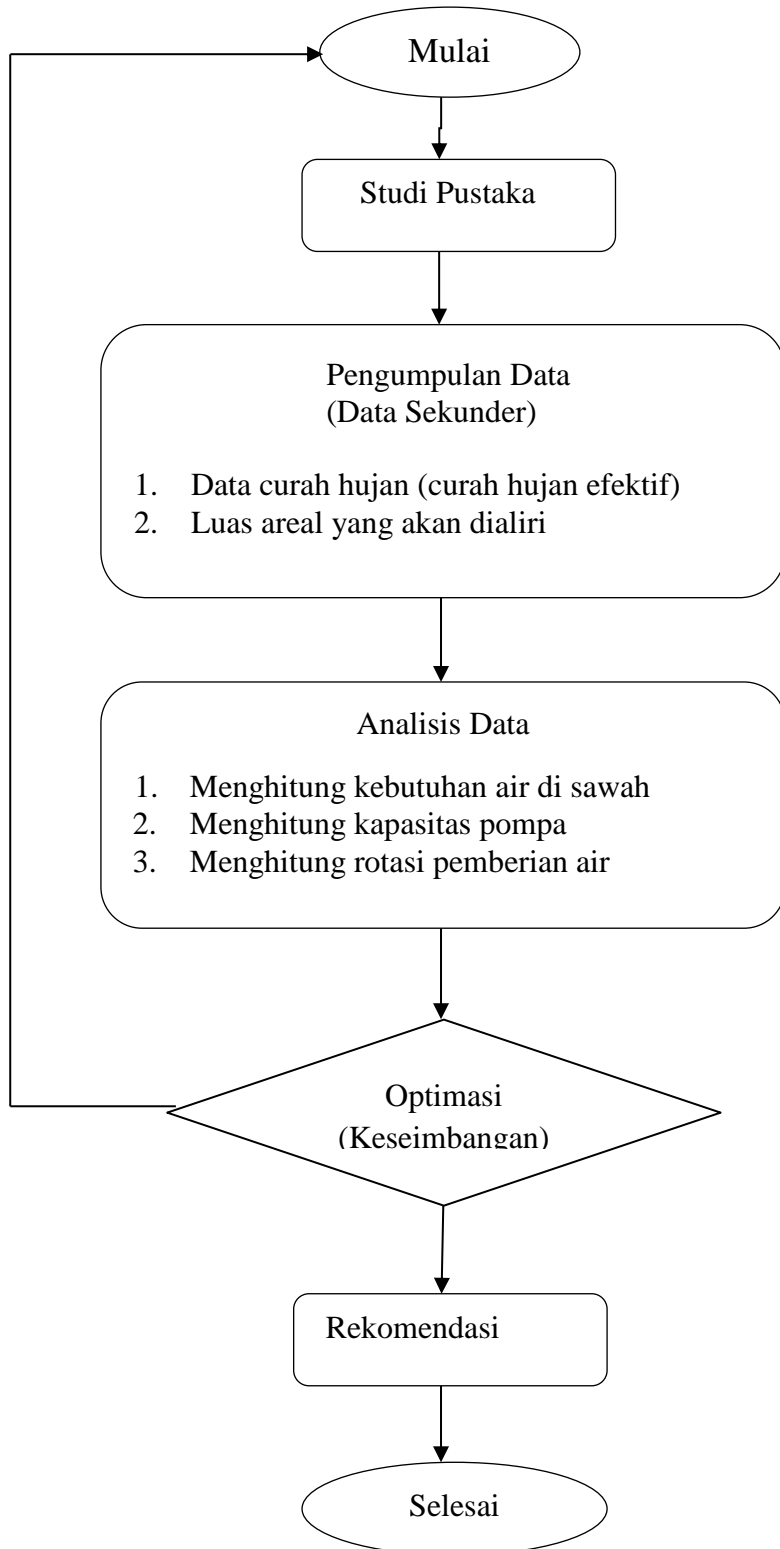 Mulai
Studi Pustaka
Pengumpulan Data
(Data Sekunder)
1. Data curah hujan (curah hujan efektif)
2. Luas areal yang akan dialiri
Analisis Data
1. Menghitung kebutuhan air di sawah
2. Menghitung kapasitas pompa
3. Menghitung rotasi pemberian air
Optimasi
(Keseimbangan)
Rekomendasi
Selesai